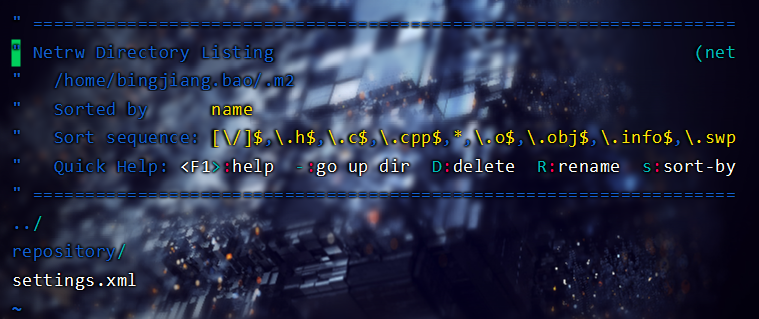 " ====================================================================
" Netrw Directory Listing                                        (net
"   /home/bingjiang.bao/.m2
"   Sorted by      name
"   Sort sequence: [\/]$,\.h$,\.c$,\.cpp$,*,\.o$,\.obj$,\.info$,\.swp
"   Quick Help: <F1>:help  -:go up dir  D:delete  R:rename  s:sort-by
" ====================================================================
../
repository/
settings.xml
~